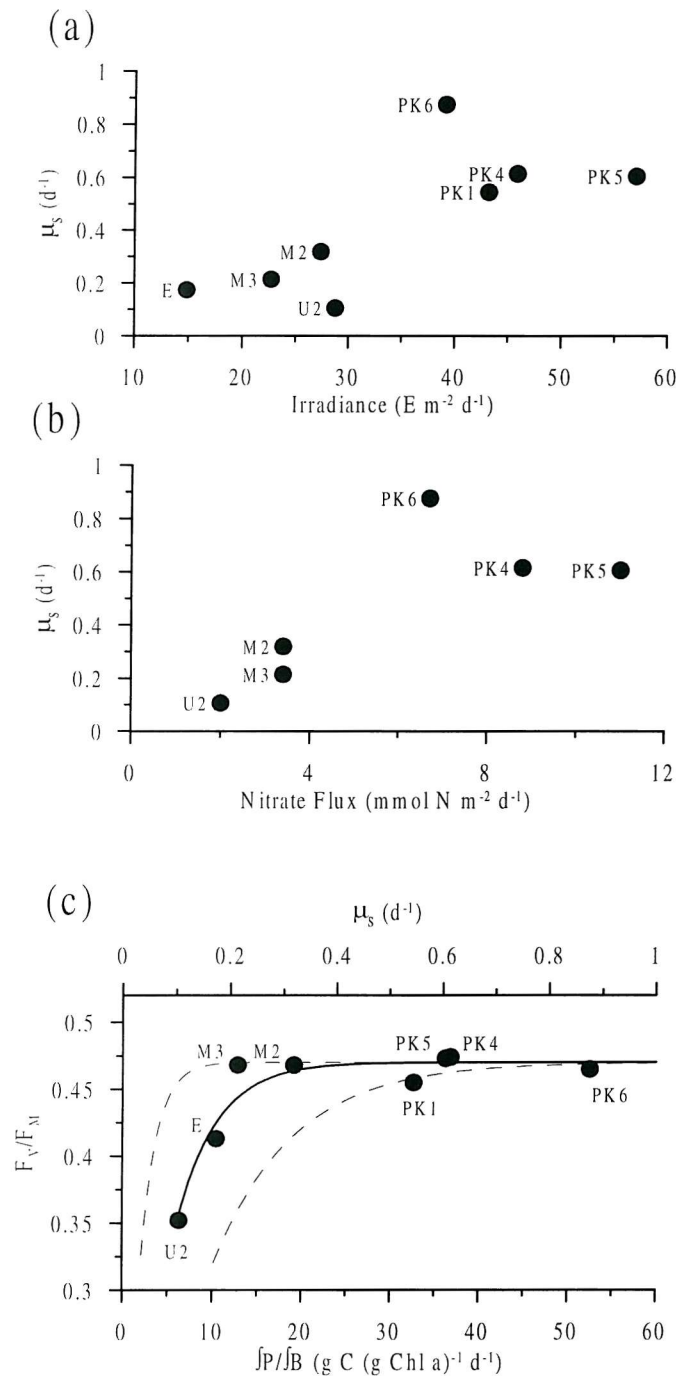 (a)
1
0.8
0.6
0.4
0.2
0
μs (d⁻¹)
PK6
PK4
PK1
PK5
M2
M3
E
U2
10 20 30 40 50 60
Irradiance (E m⁻² d⁻¹)
(b)
1
0.8
0.6
0.4
0.2
0
μs (d⁻¹)
PK6
PK4
PK5
M2
M3
U2
0 4 8 12
Nitrate Flux (mmol N m⁻² d⁻¹)
(c)
μs (d⁻¹)
0 0.2 0.4 0.6 0.8 1
0.5
0.45
0.4
0.35
0.3
FV/FM
M3
M2
PK5
PK4
PK1
PK6
E
U2
0 10 20 30 40 50 60
∫P/∫B (g C (g Chl a)⁻¹ d⁻¹)